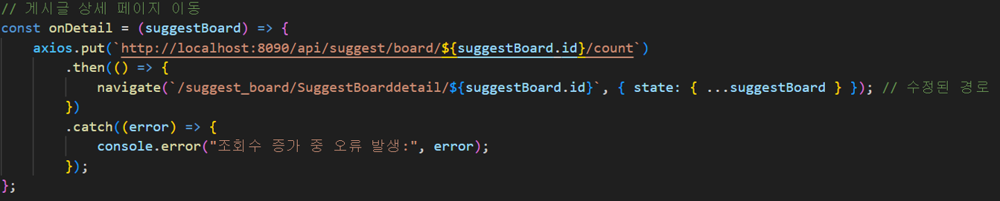 // 게시글 상세 페이지 이동
const onDetail = (suggestBoard) => {
    axios.put(`http://localhost:8090/api/suggest/board/${suggestBoard.id}/count`)
        .then(() => {
            navigate(`/suggest_board/SuggestBoarddetail/${suggestBoard.id}`, { state: { ...suggestBoard } }); // 수정된 경로
        })
        .catch((error) => {
            console.error("조회수 증가 중 오류 발생:", error);
        });
};